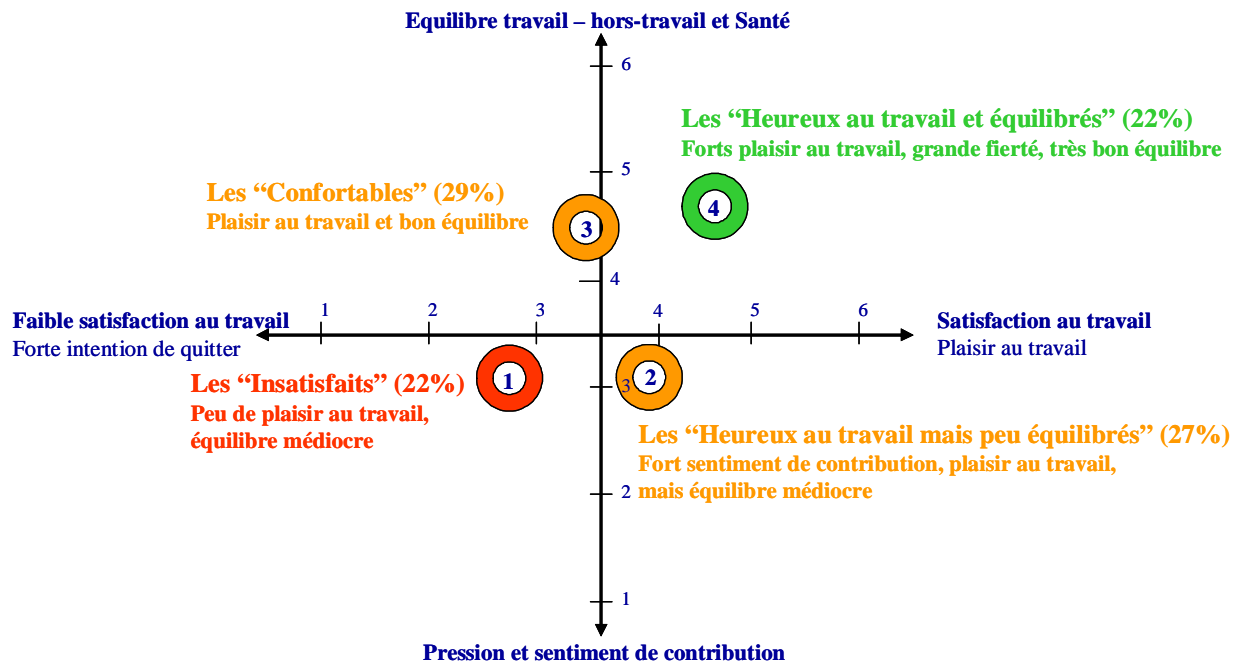 Equilibre travail – hors-travail et Santé
6
Les “Heureux au travail et équilibrés” (22%)
Forts plaisir au travail, grande fierté, très bon équilibre
5
Les “Confortables” (29%)
Plaisir au travail et bon équilibre
4
3
4
1 2 3 4 5 6
Faible satisfaction au travail
Forte intention de quitter
Satisfaction au travail
Plaisir au travail
1
2
3
Les “Insatisfaits” (22%)
Peu de plaisir au travail,
équilibre médiocre
Les “Heureux au travail mais peu équilibrés” (27%)
Fort sentiment de contribution, plaisir au travail,
mais équilibre médiocre
2
1
Pression et sentiment de contribution